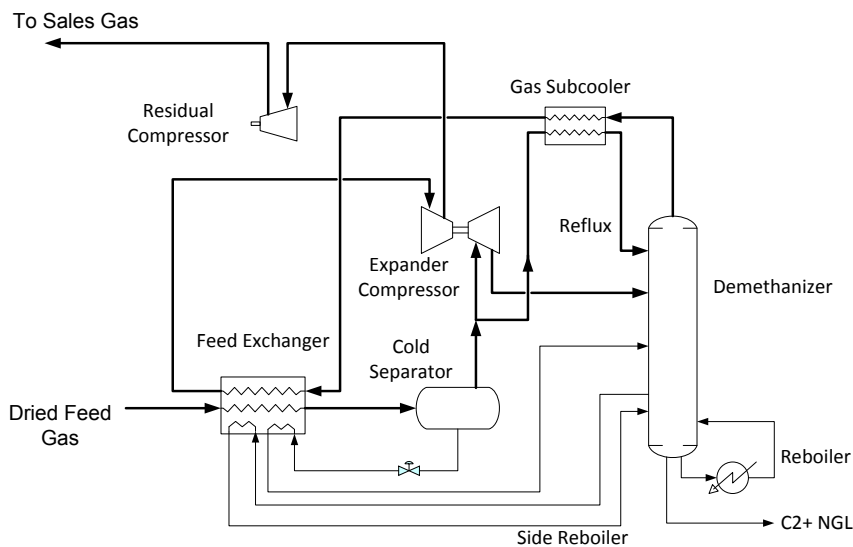 To Sales Gas
Gas Subcooler
Residual
Compressor
Reflux
Expander
Compressor
Demethanizer
Feed Exchanger
Cold
Separator
Dried Feed
Gas
Reboiler
Side Reboiler
C2+ NGL